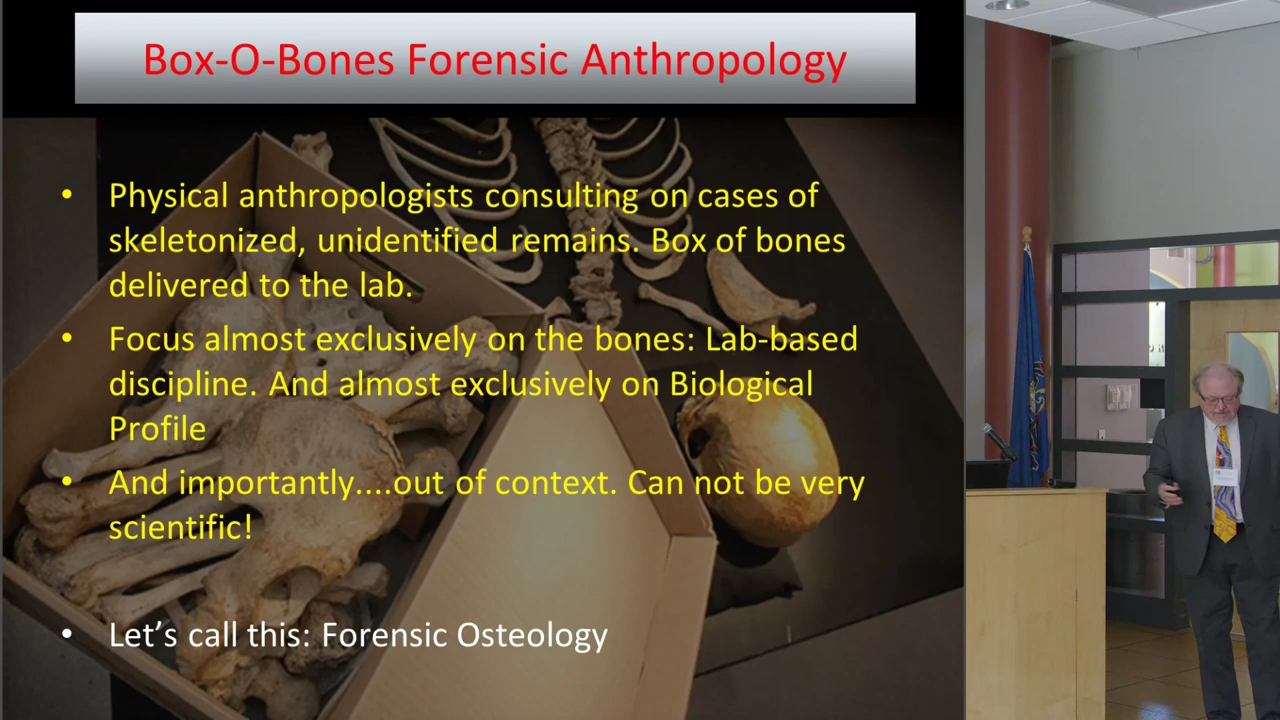 Box-O-Bones Forensic Anthropology
• Physical anthropologists consulting on cases of
skeletonized, unidentified remains. Box of bones
delivered to the lab.
• Focus almost exclusively on the bones: Lab-based
discipline. And almost exclusively on Biological
Profile
• And importantly....out of context. Can not be very
scientific!
• Let’s call this: Forensic Osteology